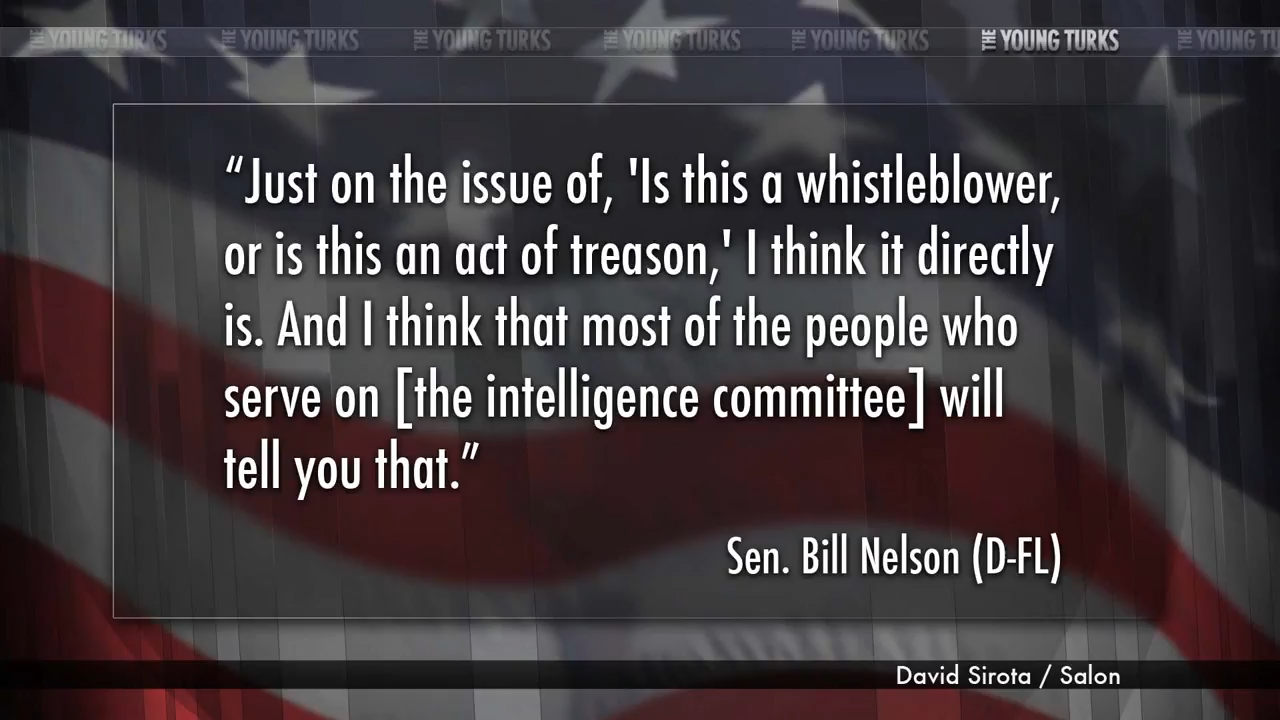 THE YOUNG TURKS THE YOUNG TURKS THE YOUNG TURKS THE YOUNG TURKS THE YOUNG TURKS THE YOUNG TURKS THE YOUNG TU
“Just on the issue of, 'Is this a whistleblower,
or is this an act of treason,' I think it directly
is. And I think that most of the people who
serve on [the intelligence committee] will
tell you that.”
Sen. Bill Nelson (D-FL)
David Sirota / Salon